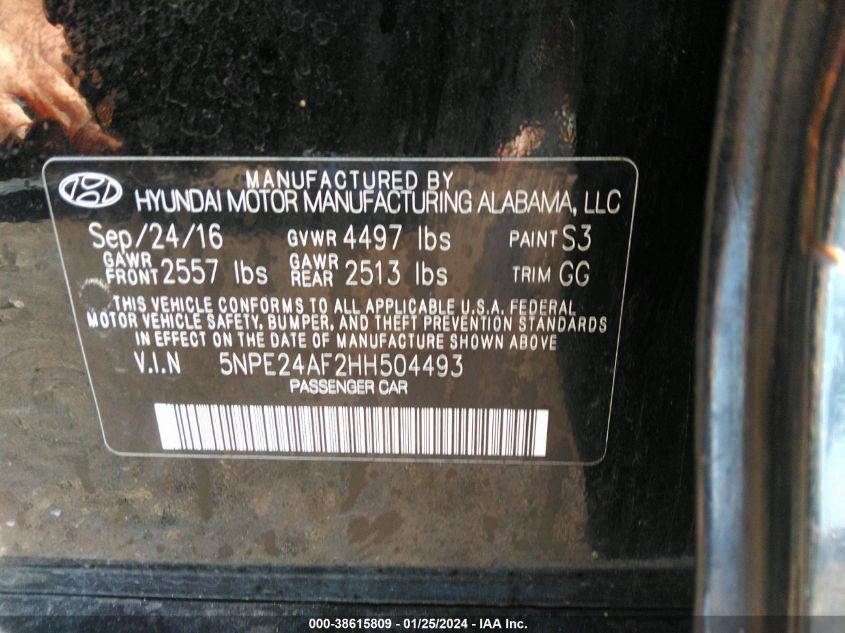 MANUFACTURED BY
HYUNDAI MOTOR MANUFACTURING ALABAMA, LLC
Sep/24/16 GVWR 4497 lbs PAINT S3
GAWR FRONT 2557 lbs GAWR REAR 2513 lbs TRIM GG
THIS VEHICLE CONFORMS TO ALL APPLICABLE U.S.A. FEDERAL
MOTOR VEHICLE SAFETY, BUMPER, AND THEFT PREVENTION STANDARDS
IN EFFECT ON THE DATE OF MANUFACTURE SHOWN ABOVE
V.I.N 5NPE24AF2HH504493
PASSENGER CAR
000-38615809 - 01/25/2024 - IAA Inc.